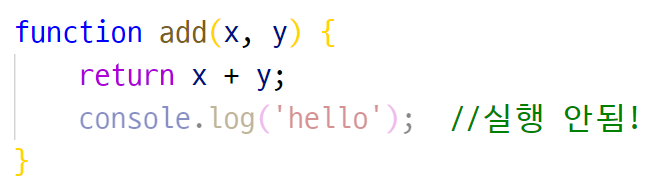 function add(x, y) {
    return x + y;
    console.log('hello');  //실행 안됨!
}